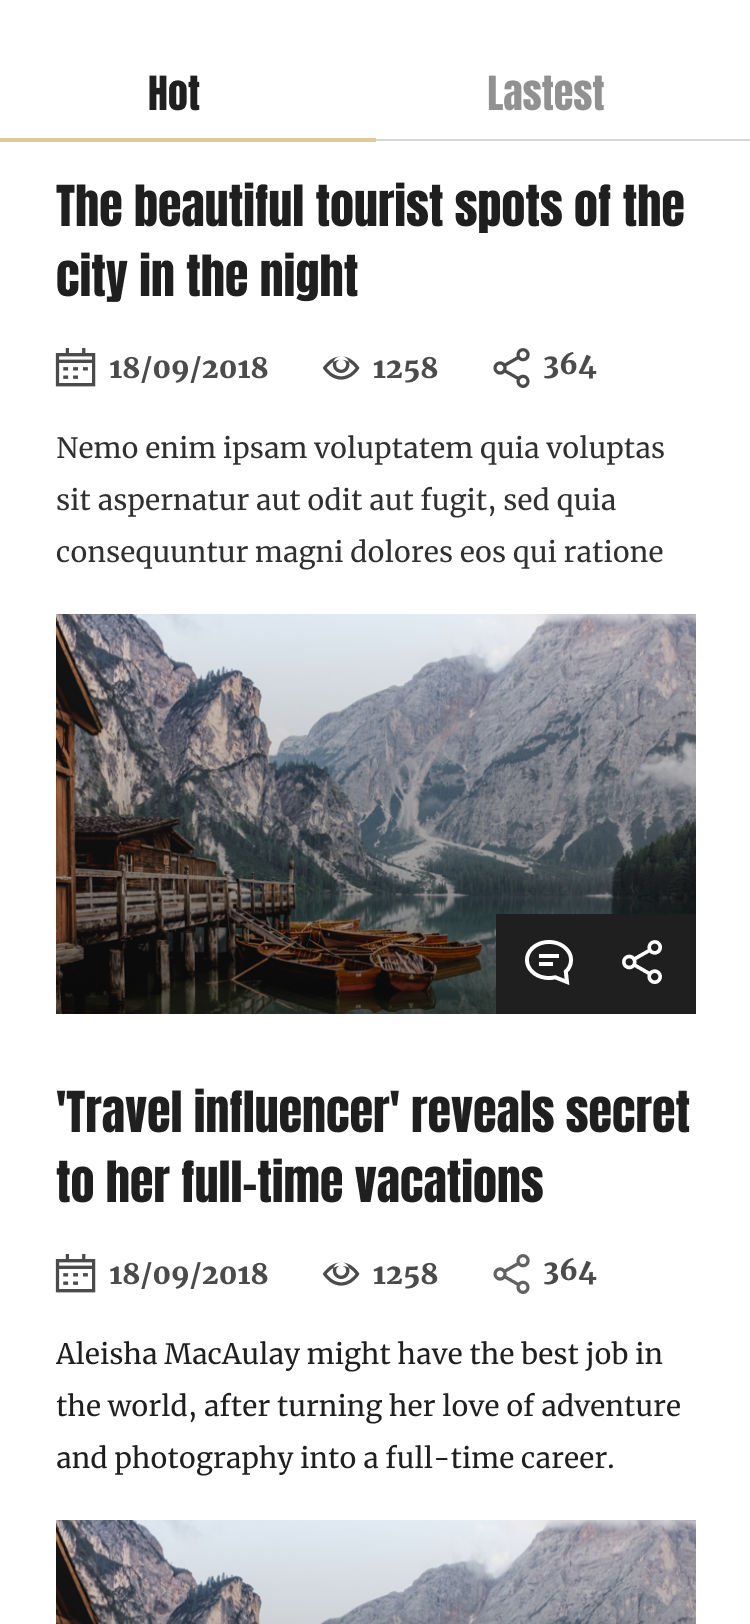 Hot
Lastest
The beautiful tourist spots of the
city in the night
18/09/2018 1258 364
Nemo enim ipsam voluptatem quia voluptas
sit aspernatur aut odit aut fugit, sed quia
consequuntur magni dolores eos qui ratione
'Travel influencer' reveals secret
to her full-time vacations
18/09/2018 1258 364
Aleisha MacAulay might have the best job in
the world, after turning her love of adventure
and photography into a full-time career.